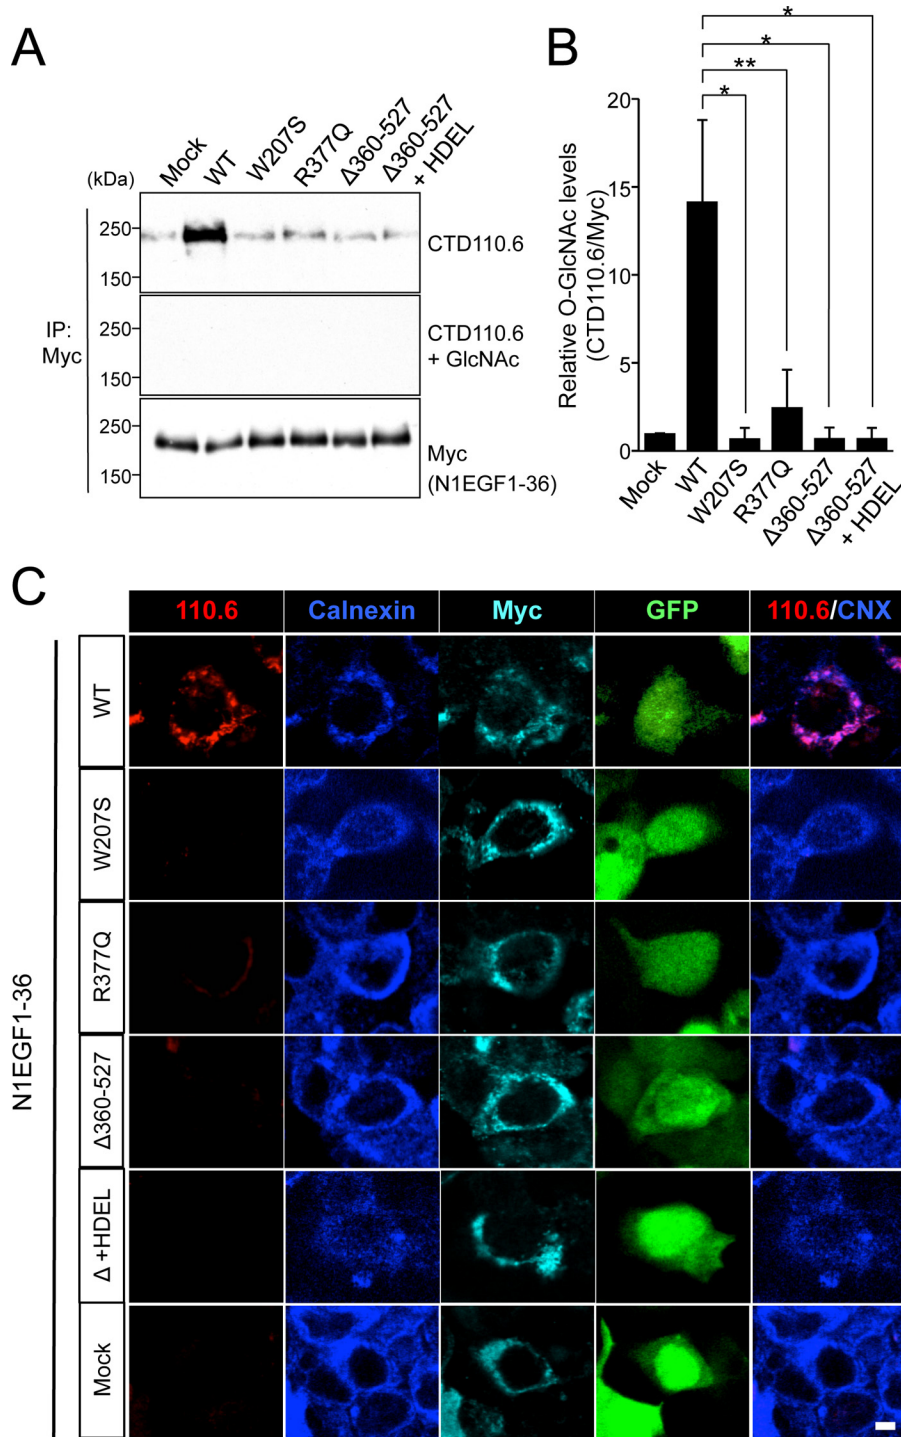 A
Mock
WT
W207S
R377Q
Δ360-527
Δ360-527
+ HDEL
(kDa)
250
150
CTD110.6
IP:
Myc
250
150
CTD110.6
+ GlcNAc
250
150
Myc
(N1EGF1-36)
B
*
*
**
*
Relative O-GlcNAc levels
(CTD110.6/Myc)
20
15
10
5
0
Mock
WT
W207S
R377Q
Δ360-527
Δ360-527
+ HDEL
C
110.6 Calnexin Myc GFP 110.6/CNX
N1EGF1-36
WT
W207S
R377Q
Δ360-527
Δ +HDEL
Mock